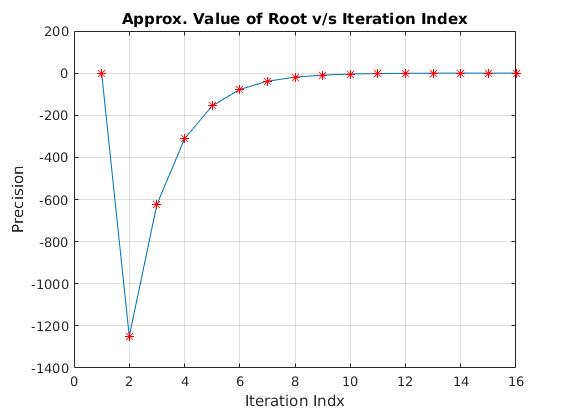 Approx. Value of Root v/s Iteration Index
200
0
-200
-400
-600
-800
-1000
-1200
-1400
Precision
0 2 4 6 8 10 12 14 16
Iteration Indx